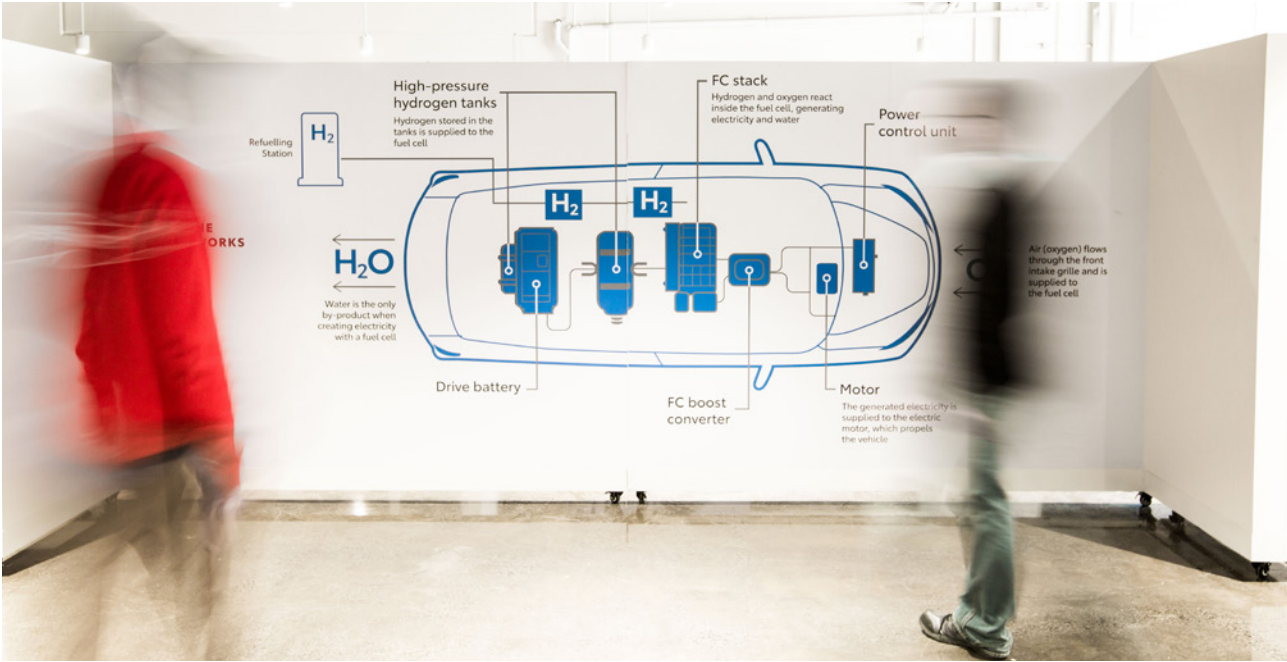 High-pressure
hydrogen tanks
Hydrogen stored in the
tanks is supplied to the
fuel cell
FC stack
Hydrogen and oxygen react
inside the fuel cell, generating
electricity and water
Power
control unit
Refuelling
Station
H₂
H₂
H₂
H₂O
Water is the only
by-product when
creating electricity
with a fuel cell
Air (oxygen) flows
through the front
intake grille and is
supplied to
the fuel cell
Drive battery
FC boost
converter
Motor
The generated electricity is
supplied to the electric
motor, which propels
the vehicle